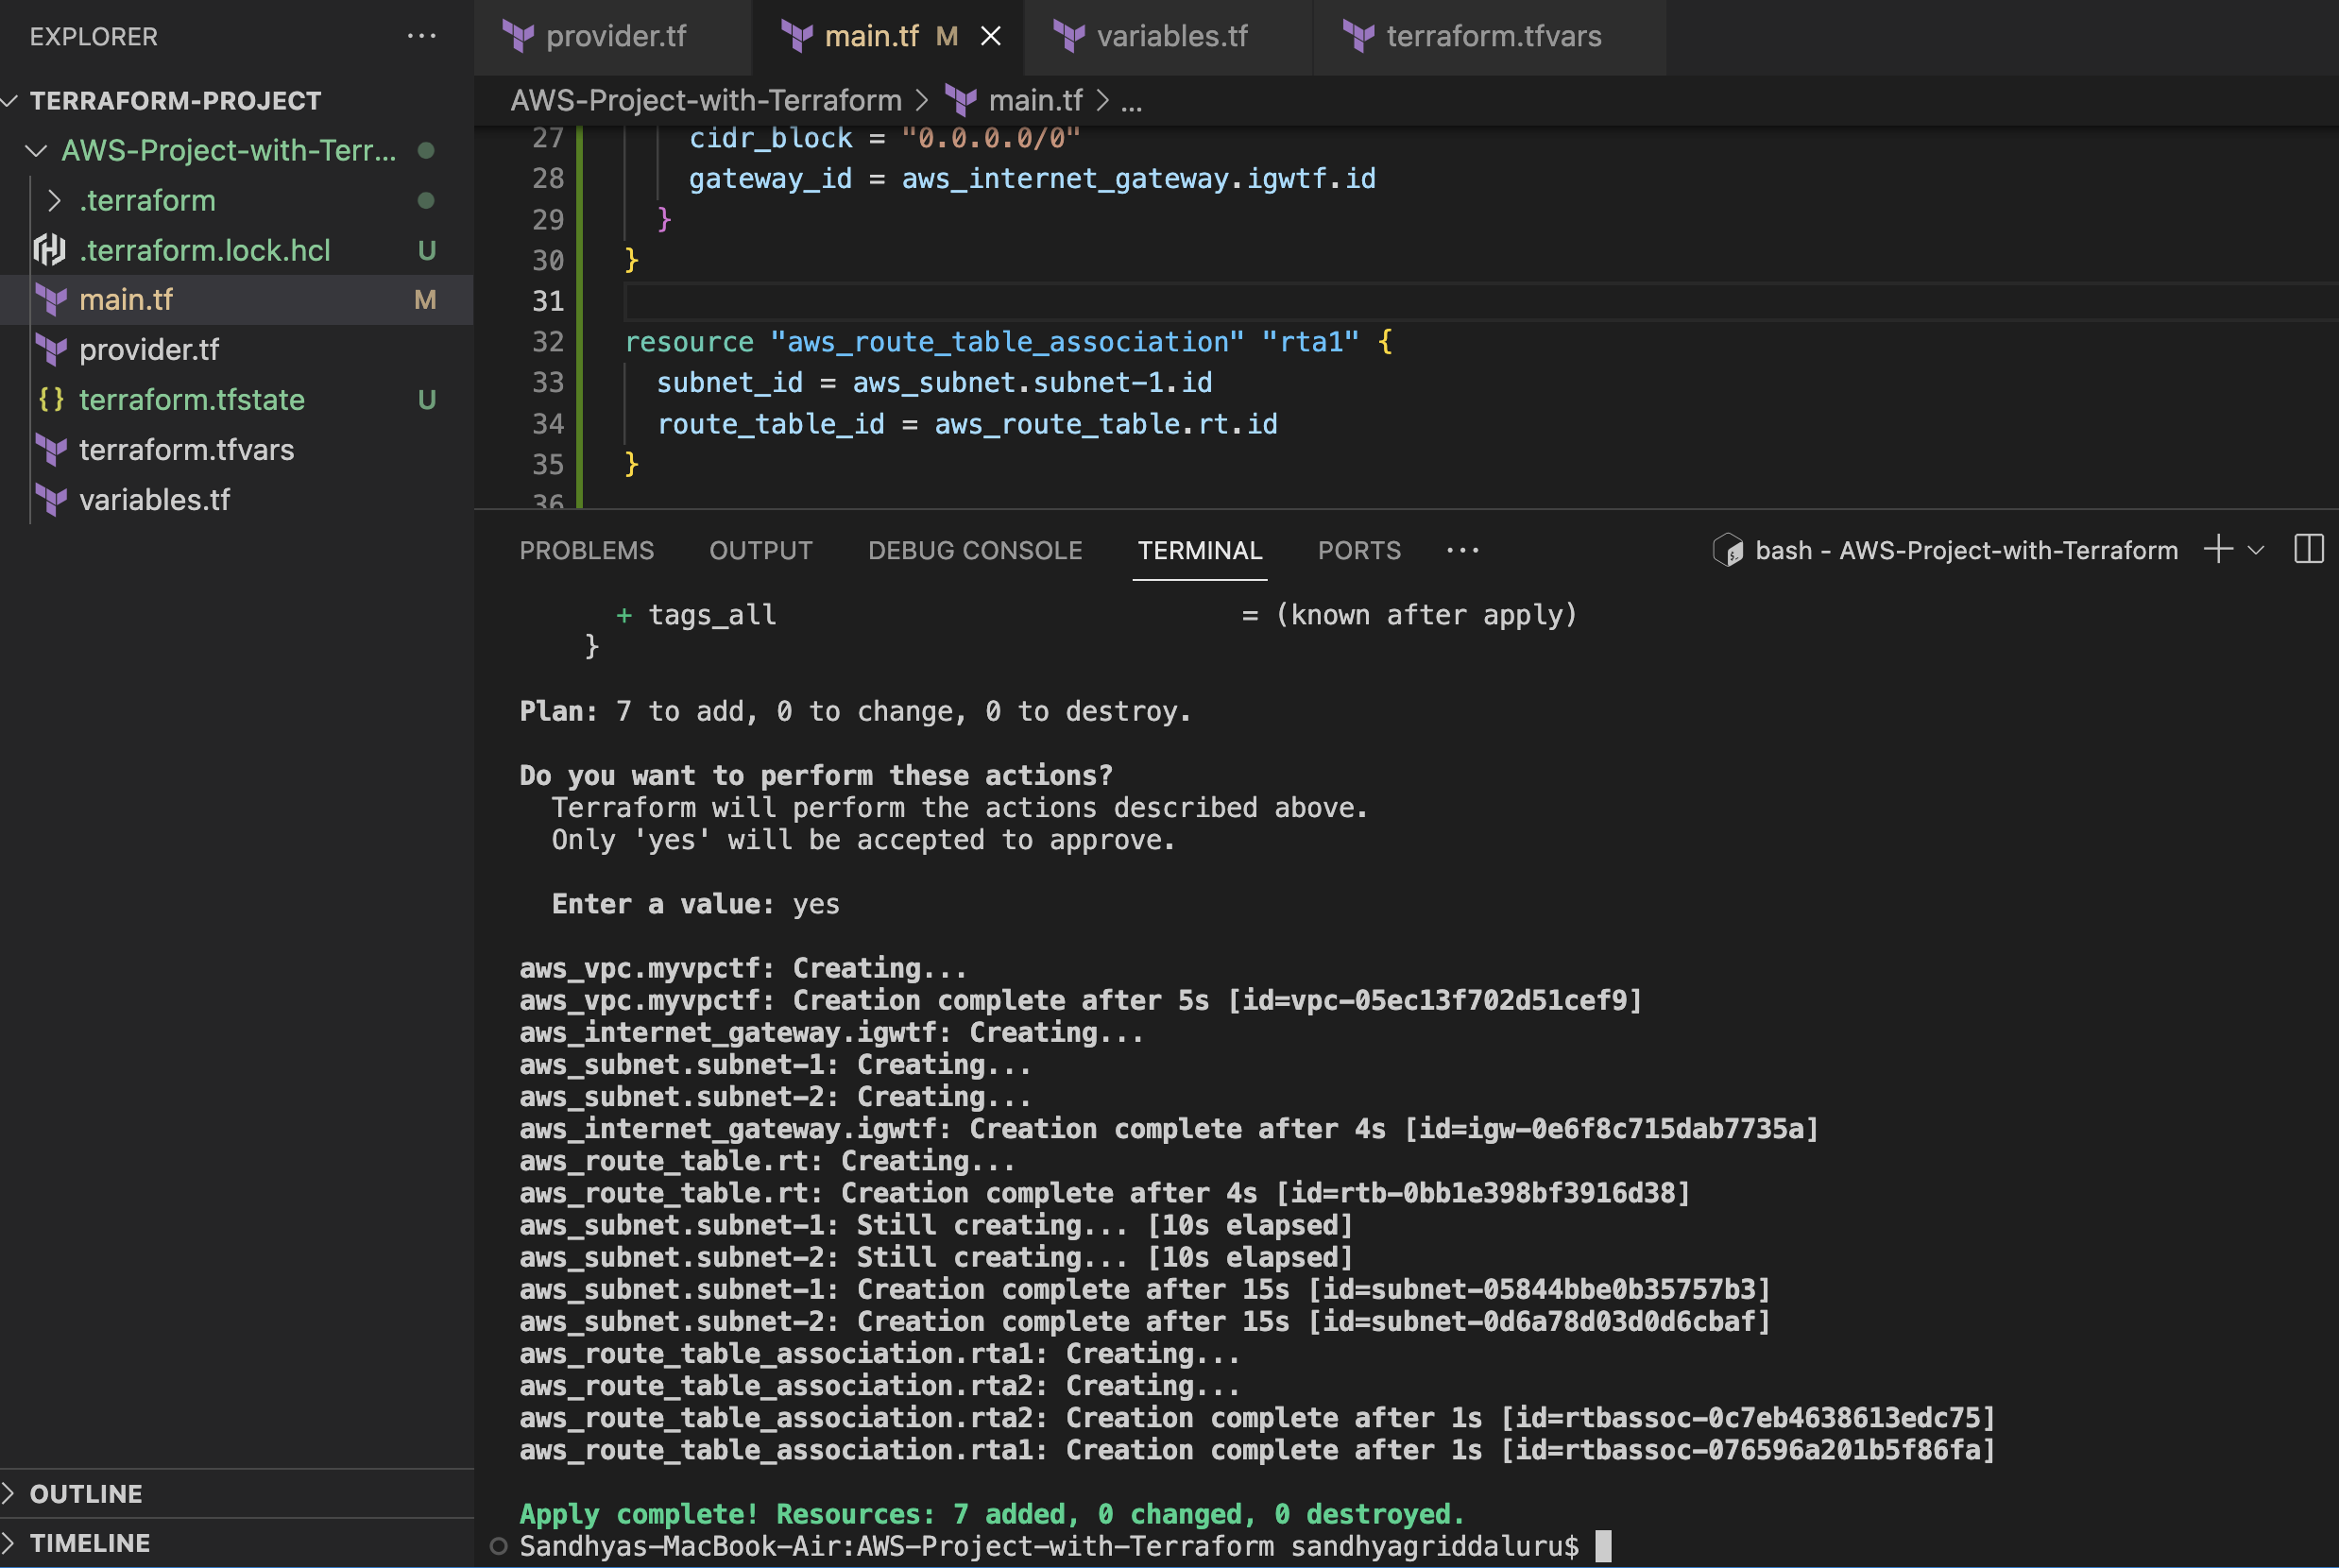 EXPLORER
TERRAFORM-PROJECT
AWS-Project-with-Terr...
.terraform
.terraform.lock.hcl U
main.tf M
provider.tf
{} terraform.tfstate U
terraform.tfvars
variables.tf
OUTLINE
TIMELINE
provider.tf main.tf M variables.tf terraform.tfvars
AWS-Project-with-Terraform > main.tf > ...
27 cidr_block = "0.0.0.0/0"
28 gateway_id = aws_internet_gateway.igwtf.id
29 }
30 }
31
32 resource "aws_route_table_association" "rta1" {
33 subnet_id = aws_subnet.subnet-1.id
34 route_table_id = aws_route_table.rt.id
35 }
36
PROBLEMS OUTPUT DEBUG CONSOLE TERMINAL PORTS ... bash - AWS-Project-with-Terraform
+ tags_all = (known after apply)
}
Plan: 7 to add, 0 to change, 0 to destroy.
Do you want to perform these actions?
Terraform will perform the actions described above.
Only 'yes' will be accepted to approve.
Enter a value: yes
aws_vpc.myvpctf: Creating...
aws_vpc.myvpctf: Creation complete after 5s [id=vpc-05ec13f702d51cef9]
aws_internet_gateway.igwtf: Creating...
aws_subnet.subnet-1: Creating...
aws_subnet.subnet-2: Creating...
aws_internet_gateway.igwtf: Creation complete after 4s [id=igw-0e6f8c715dab7735a]
aws_route_table.rt: Creating...
aws_route_table.rt: Creation complete after 4s [id=rtb-0bb1e398bf3916d38]
aws_subnet.subnet-1: Still creating... [10s elapsed]
aws_subnet.subnet-2: Still creating... [10s elapsed]
aws_subnet.subnet-1: Creation complete after 15s [id=subnet-05844bbe0b35757b3]
aws_subnet.subnet-2: Creation complete after 15s [id=subnet-0d6a78d03d0d6cbaf]
aws_route_table_association.rta1: Creating...
aws_route_table_association.rta2: Creating...
aws_route_table_association.rta2: Creation complete after 1s [id=rtbassoc-0c7eb4638613edc75]
aws_route_table_association.rta1: Creation complete after 1s [id=rtbassoc-076596a201b5f86fa]
Apply complete! Resources: 7 added, 0 changed, 0 destroyed.
Sandhyas-MacBook-Air:AWS-Project-with-Terraform sandhyagriddaluru$